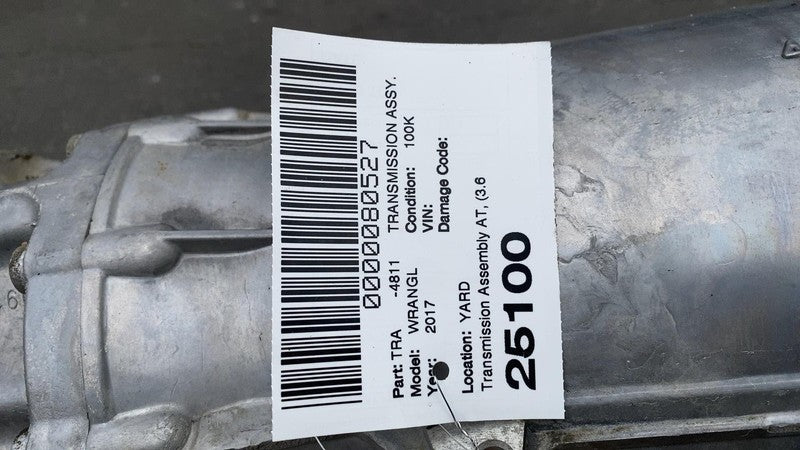 0000080527
Part: TRA -4811 TRANSMISSION ASSY.
Model: WRANGL Condition: 100K
Year: 2017 VIN:
Damage Code:
Location: YARD
Transmission Assembly AT, (3.6
25100